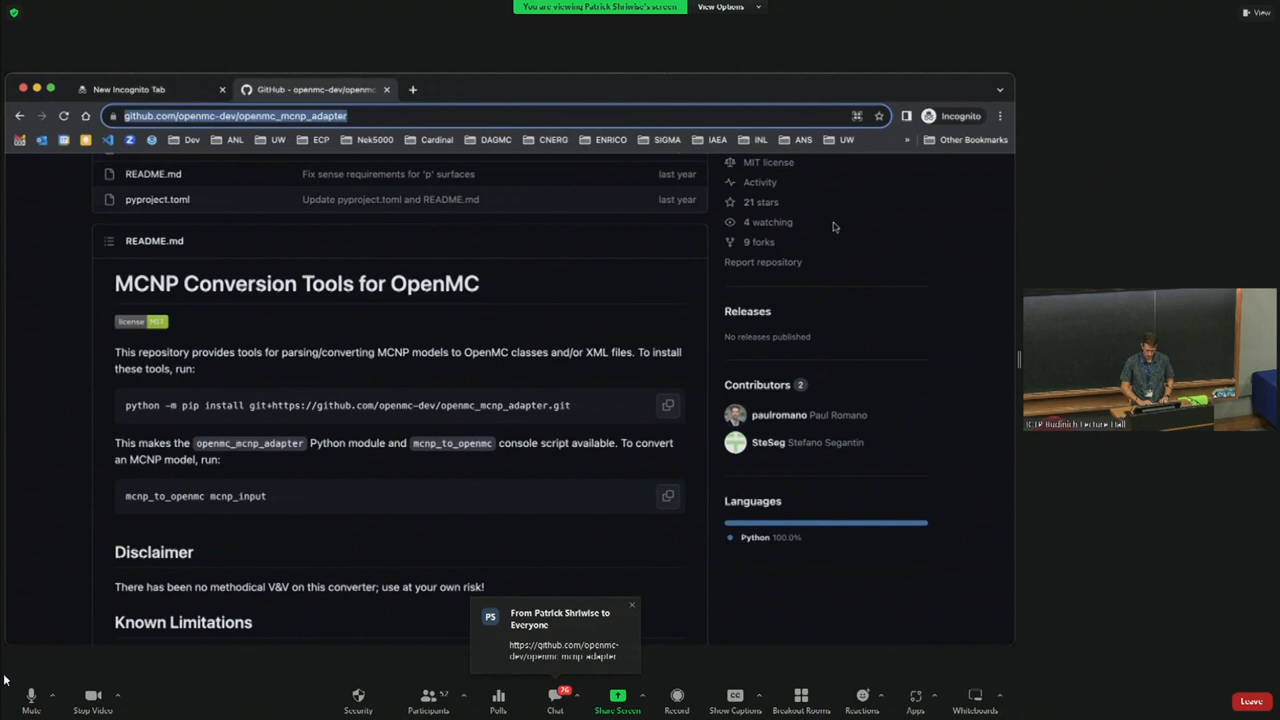 You are viewing Patrick Shriwise's screen
View Options
View
New Incognito Tab
GitHub - openmc-dev/openmc_
github.com/openmc-dev/openmc_mcnp_adapter
Incognito
Dev
ANL
UW
ECP
Nek5000
Cardinal
DAGMC
CNERG
ENRICO
SIGMA
IAEA
INL
ANS
UW
»
Other Bookmarks
README.md
Fix sense requirements for 'p' surfaces
last year
pyproject.toml
Update pyproject.toml and README.md
last year
README.md
MCNP Conversion Tools for OpenMC
license MIT
This repository provides tools for parsing/converting MCNP models to OpenMC classes and/or XML files. To install
these tools, run:
python -m pip install git+https://github.com/openmc-dev/openmc_mcnp_adapter.git
This makes the openmc_mcnp_adapter Python module and mcnp_to_openmc console script available. To convert
an MCNP model, run:
mcnp_to_openmc mcnp_input
Disclaimer
There has been no methodical V&V on this converter; use at your own risk!
Known Limitations
MIT license
Activity
21 stars
4 watching
9 forks
Report repository
Releases
No releases published
Contributors 2
paulromano Paul Romano
SteSeg Stefano Segantin
Languages
Python 100.0%
ICTP Budinich Lecture Hall
PS
From Patrick Shriwise to
Everyone
https://github.com/openmc-
dev/openmc_mcnp_adapter
Mute
Stop Video
Security
Participants
57
Polls
Chat
76
Share Screen
Record
Show Captions
Breakout Rooms
Reactions
Apps
Whiteboards
Leave